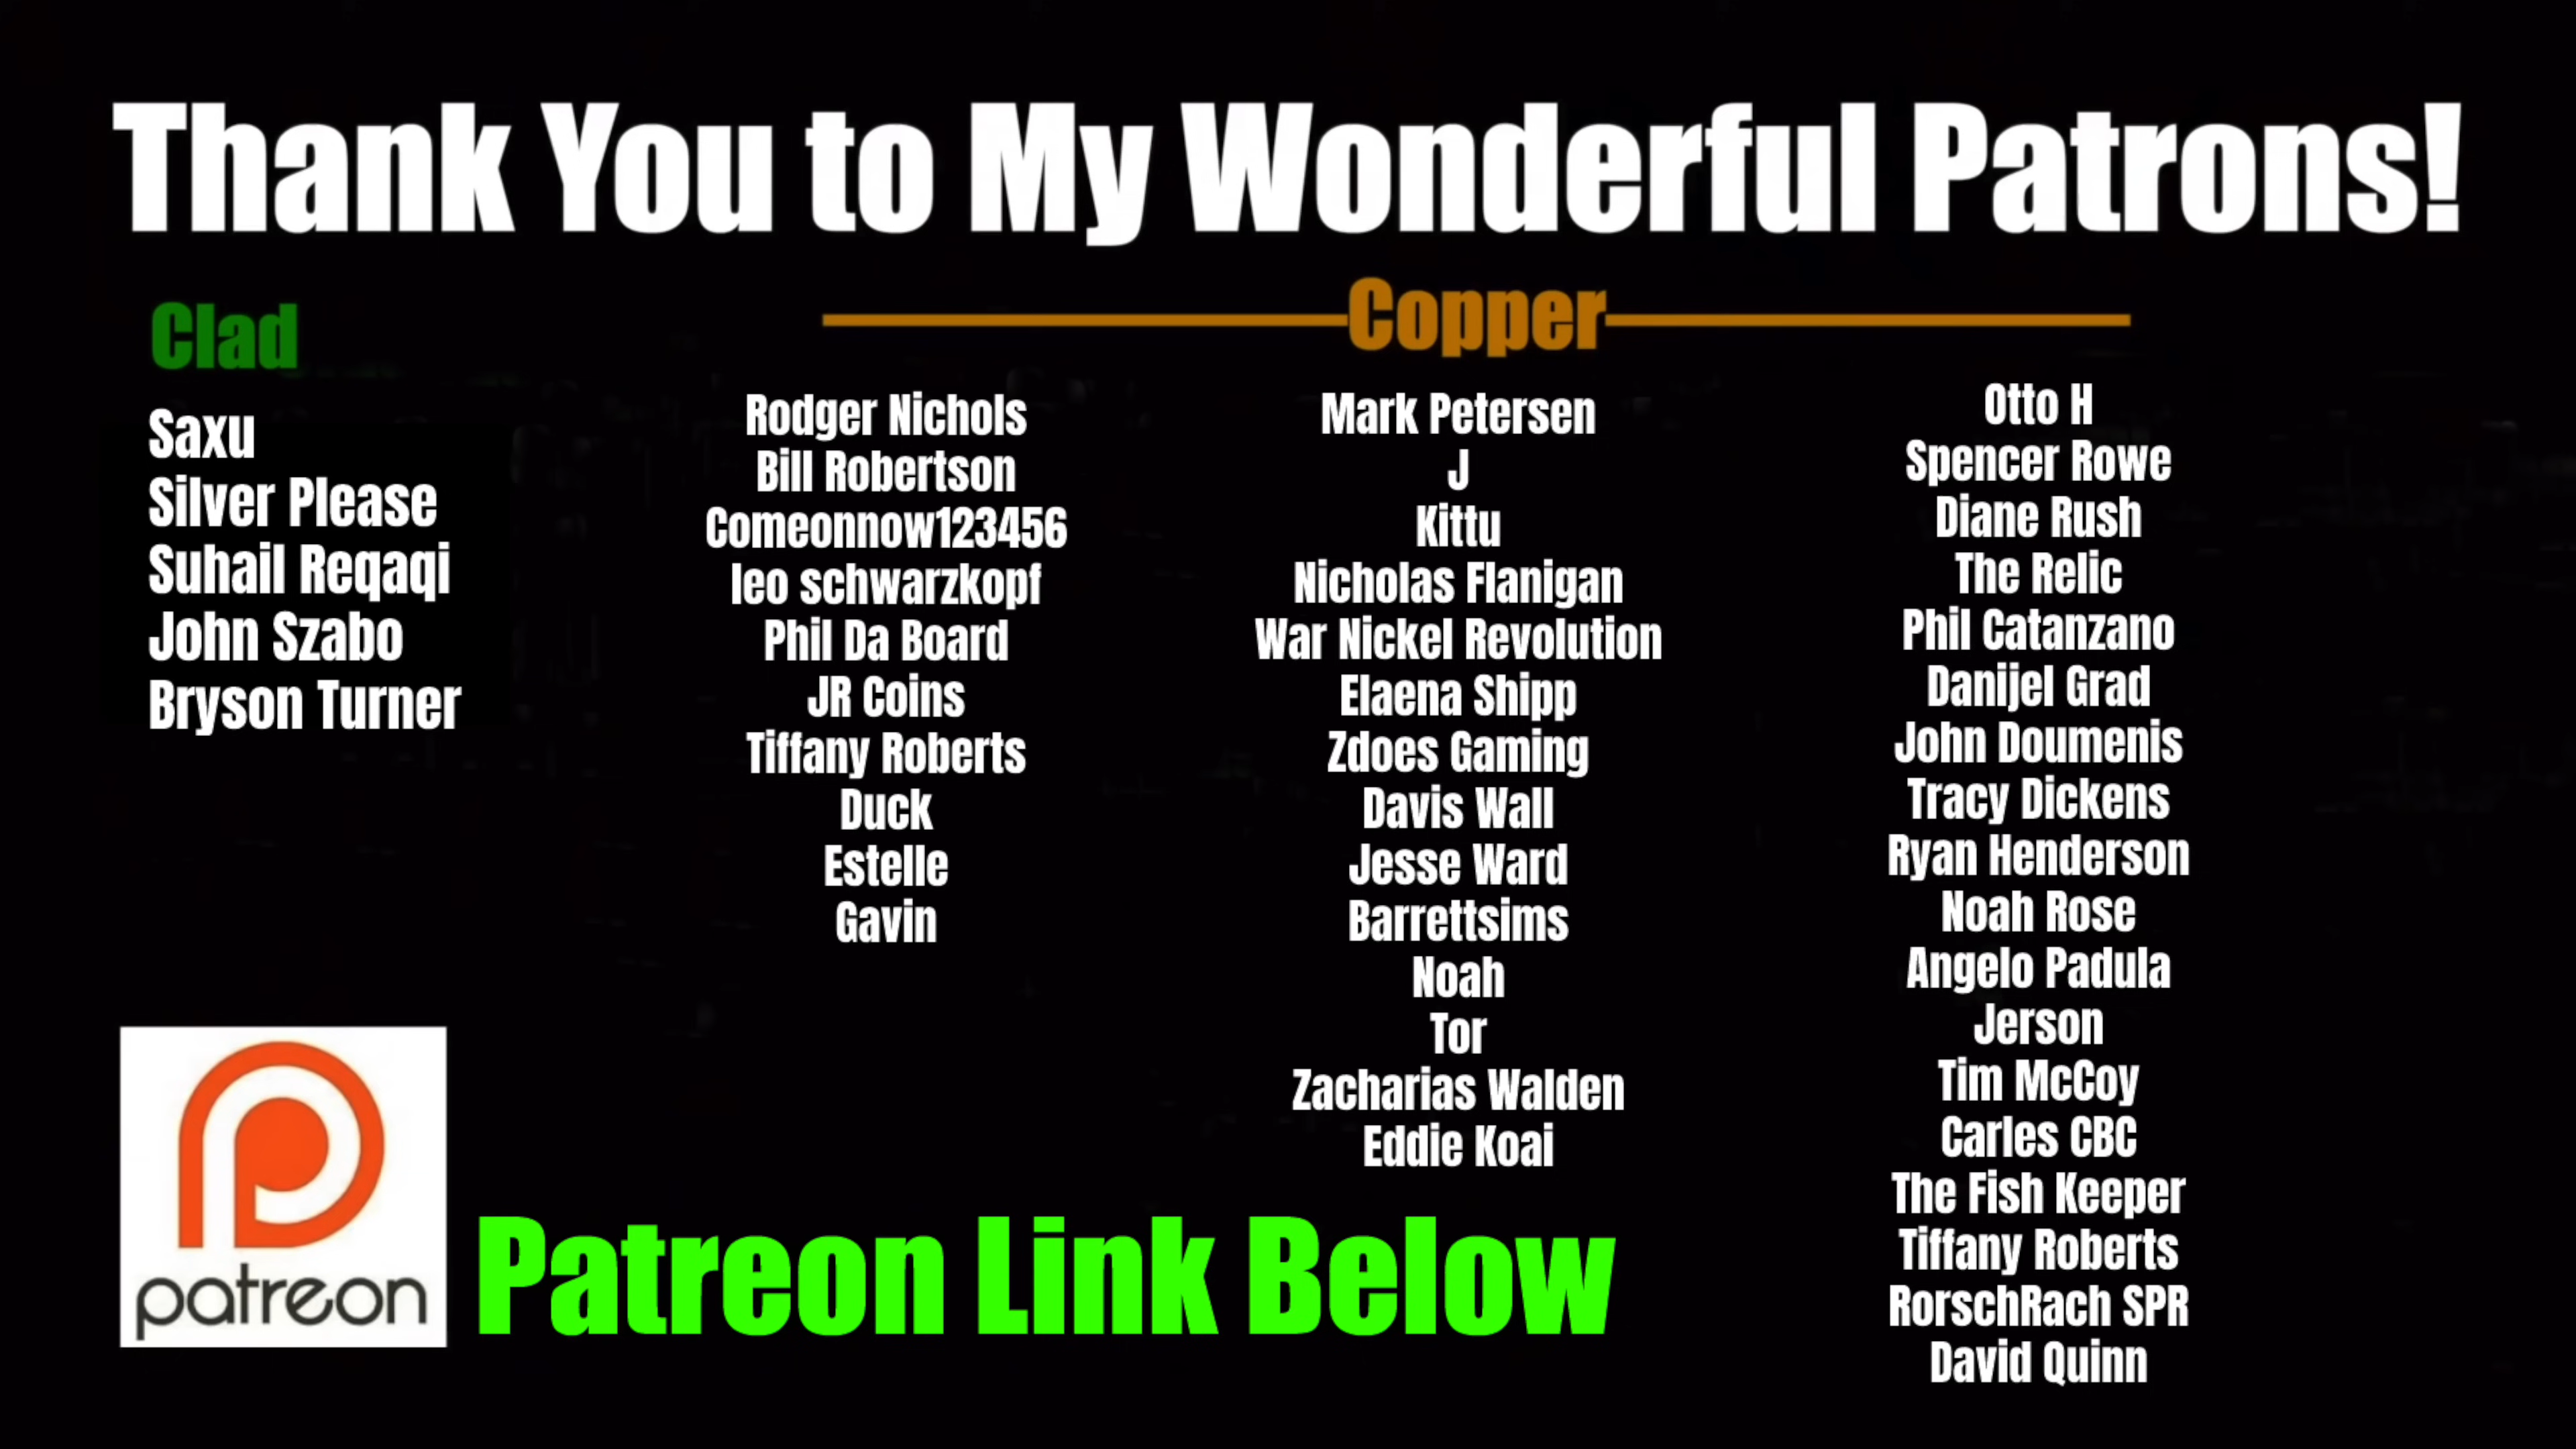 Thank You to My Wonderful Patrons!
Clad
Saxu
Silver Please
Suhail Reqaqi
John Szabo
Bryson Turner
Copper
Rodger Nichols
Bill Robertson
Comeonnow123456
leo schwarzkopf
Phil Da Board
JR Coins
Tiffany Roberts
Duck
Estelle
Gavin
Mark Petersen
J
Kittu
Nicholas Flanigan
War Nickel Revolution
Elaena Shipp
Zdoes Gaming
Davis Wall
Jesse Ward
Barrettsims
Noah
Tor
Zacharias Walden
Eddie Koai
Otto H
Spencer Rowe
Diane Rush
The Relic
Phil Catanzano
Danijel Grad
John Doumenis
Tracy Dickens
Ryan Henderson
Noah Rose
Angelo Padula
Jerson
Tim McCoy
Carles CBC
The Fish Keeper
Tiffany Roberts
RorschRach SPR
David Quinn
patreon
Patreon Link Below